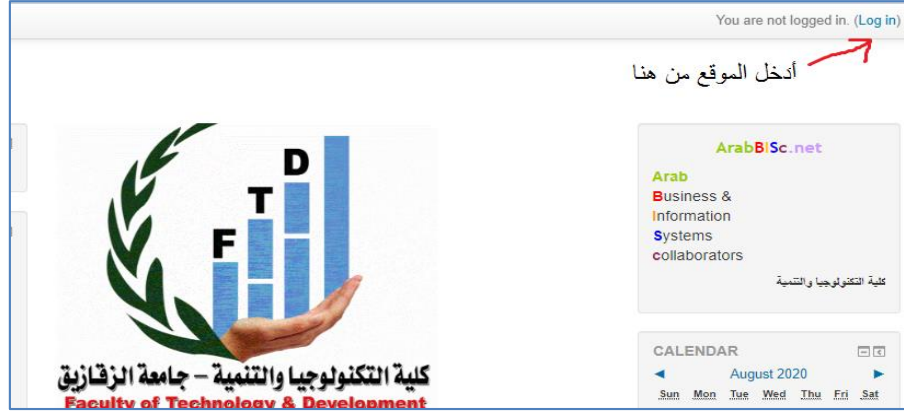 You are not logged in. (Log in)
أدخل الموقع من هنا
F T D
كلية التكنولوجيا والتنمية – جامعة الزقازيق
Faculty of Technology & Development
ArabBISc.net
Arab
Business &
Information
Systems
collaborators
كلية التكنولوجيا والتنمية
CALENDAR
◄ August 2020 ►
Sun Mon Tue Wed Thu Fri Sat